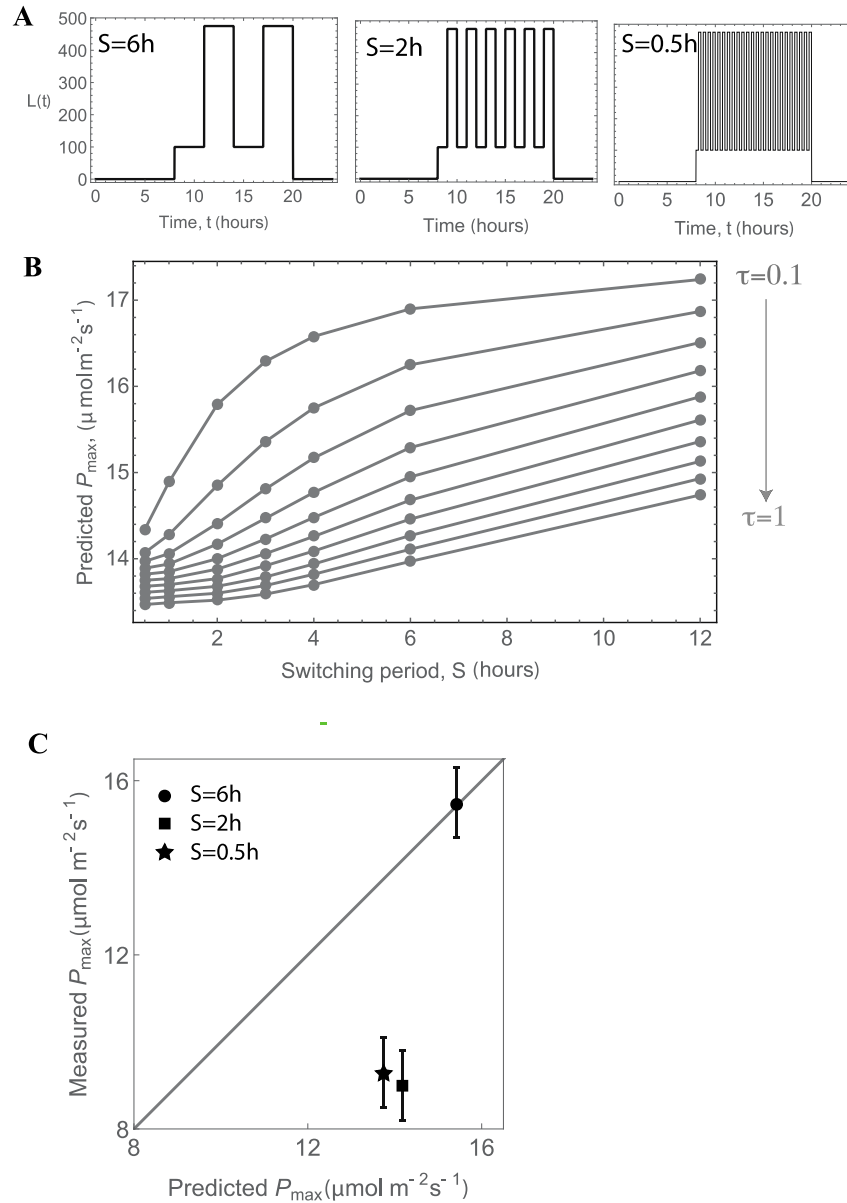 A
S=6h
S=2h
S=0.5h
L(t)
500
400
300
200
100
0
0 5 10 15 20
0 5 10 15 20
0 5 10 15 20
Time, t (hours)
Time (hours)
Time, t (hours)
B
17
16
15
14
Predicted Pmax, (μ molm⁻²s⁻¹)
τ=0.1
τ=1
2 4 6 8 10 12
Switching period, S (hours)
C
16
12
8
Measured Pmax(μmol m⁻²s⁻¹)
S=6h
S=2h
S=0.5h
8 12 16
Predicted Pmax(μmol m⁻²s⁻¹)